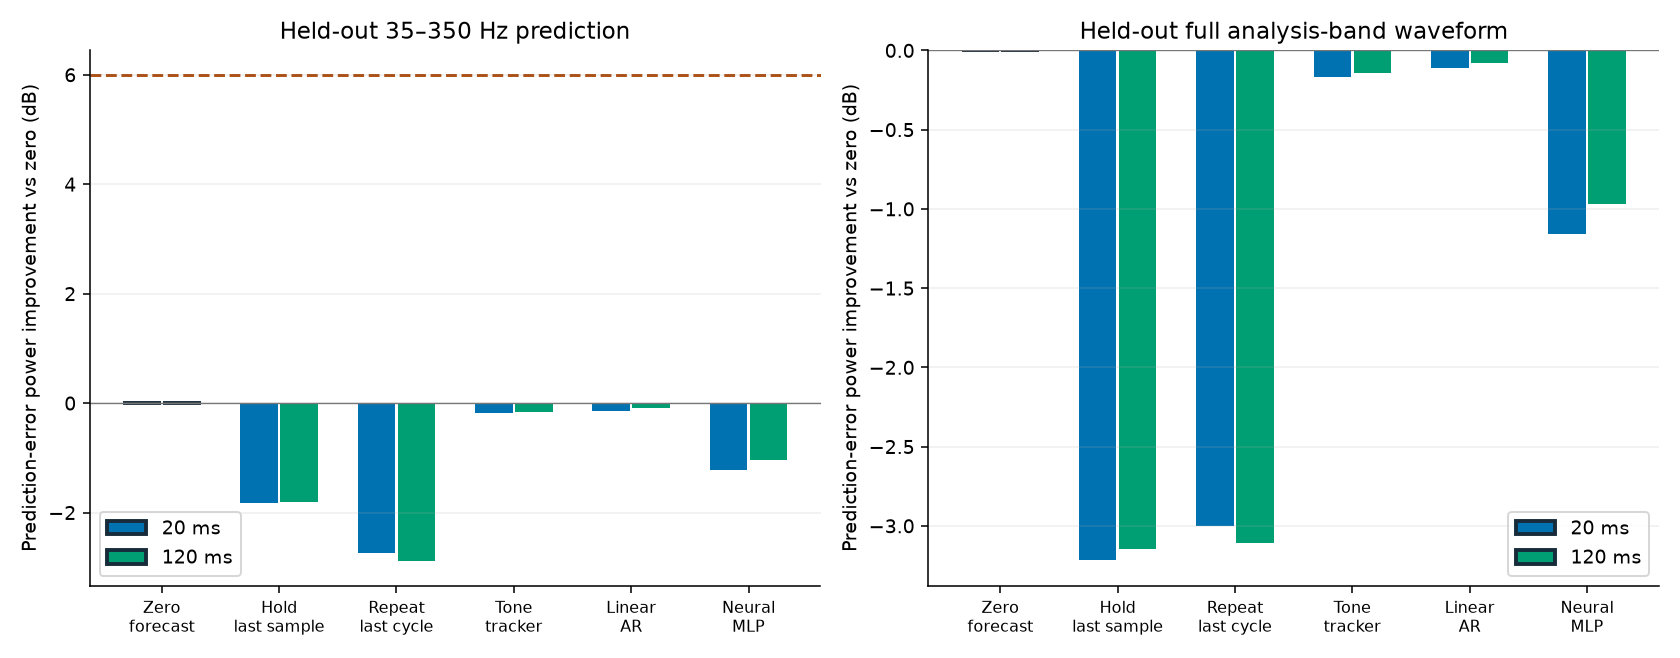 Held-out 35–350 Hz prediction
Prediction-error power improvement vs zero (dB)
6
4
2
0
−2
20 ms
120 ms
Zero
forecast
Hold
last sample
Repeat
last cycle
Tone
tracker
Linear
AR
Neural
MLP
Held-out full analysis-band waveform
Prediction-error power improvement vs zero (dB)
0.0
−0.5
−1.0
−1.5
−2.0
−2.5
−3.0
20 ms
120 ms
Zero
forecast
Hold
last sample
Repeat
last cycle
Tone
tracker
Linear
AR
Neural
MLP